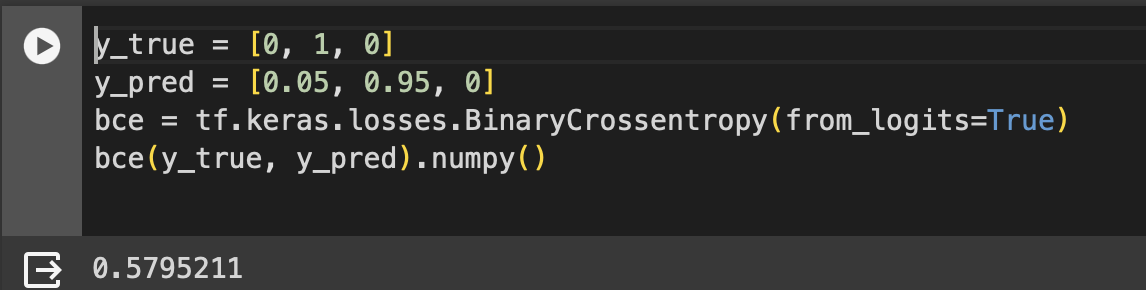 y_true = [0, 1, 0]
y_pred = [0.05, 0.95, 0]
bce = tf.keras.losses.BinaryCrossentropy(from_logits=True)
bce(y_true, y_pred).numpy()
0.5795211